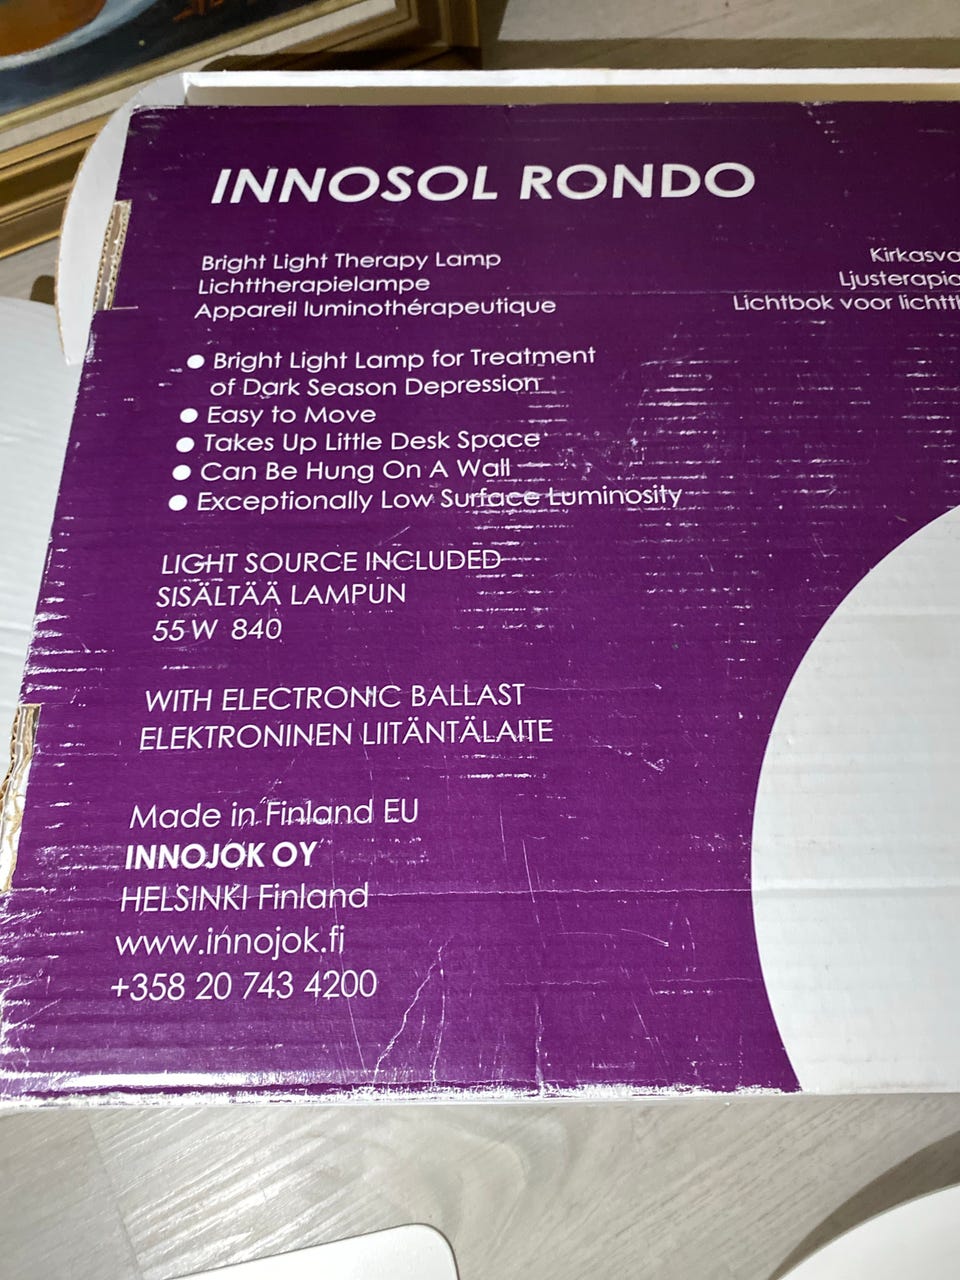 INNOSOL RONDO
Bright Light Therapy Lamp
Lichttherapielampe
Appareil luminothérapeutique
Lichtbok voor
● Bright Light Lamp for Treatment
of Dark Season Depression
● Easy to Move
● Takes Up Little Desk Space
● Can Be Hung On A Wall
● Exceptionally Low Surface Luminosity
LIGHT SOURCE INCLUDED
SISÄLTÄÄ LAMPUN
55 W 840
WITH ELECTRONIC BALLAST
ELEKTRONINEN LIITÄNTÄLAITE
Made in Finland EU
INNOJOK OY
HELSINKI Finland
www.innojok.fi
+358 20 743 4200